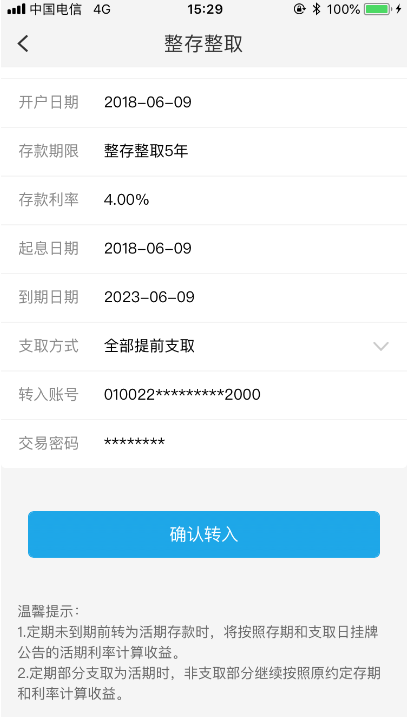 中国电信 4G 15:29 100%
整存整取
开户日期 2018-06-09
存款期限 整存整取5年
存款利率 4.00%
起息日期 2018-06-09
到期日期 2023-06-09
支取方式 全部提前支取
转入账号 010022*********2000
交易密码 ********
确认转入
温馨提示：
1.定期未到期前转为活期存款时，将按照存期和支取日挂牌
公告的活期利率计算收益。
2.定期部分支取为活期时，非支取部分继续按照原约定存期
和利率计算收益。